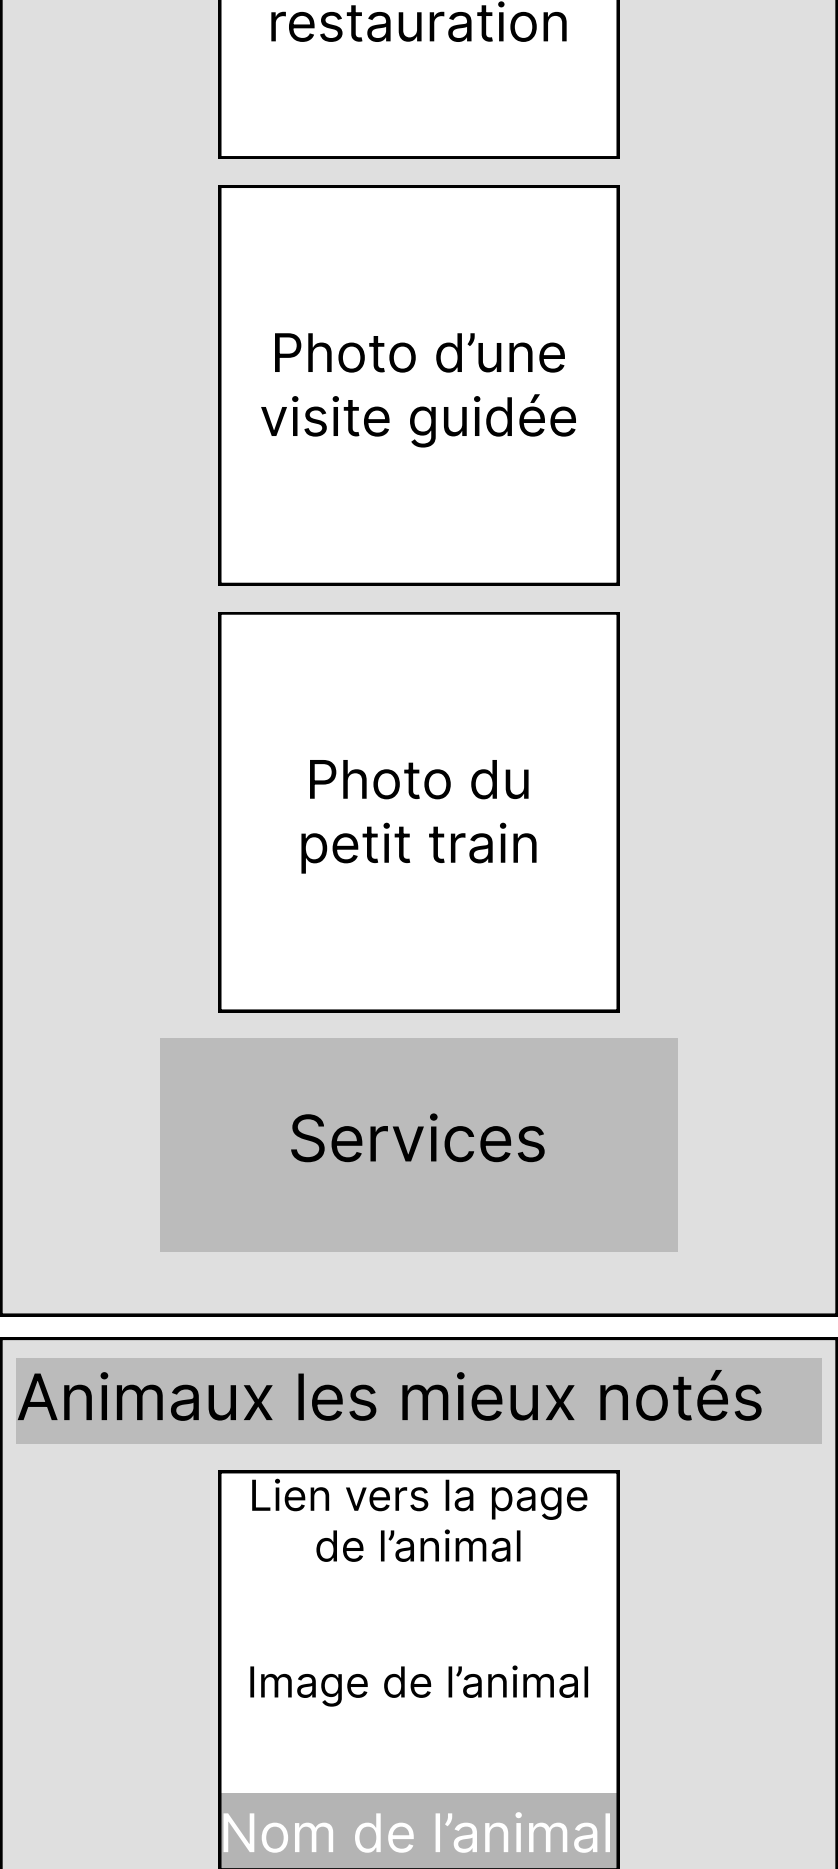 restauration
Photo d’une
visite guidée
Photo du
petit train
Services
Animaux les mieux notés
Lien vers la page
de l’animal
Image de l’animal
Nom de l’animal